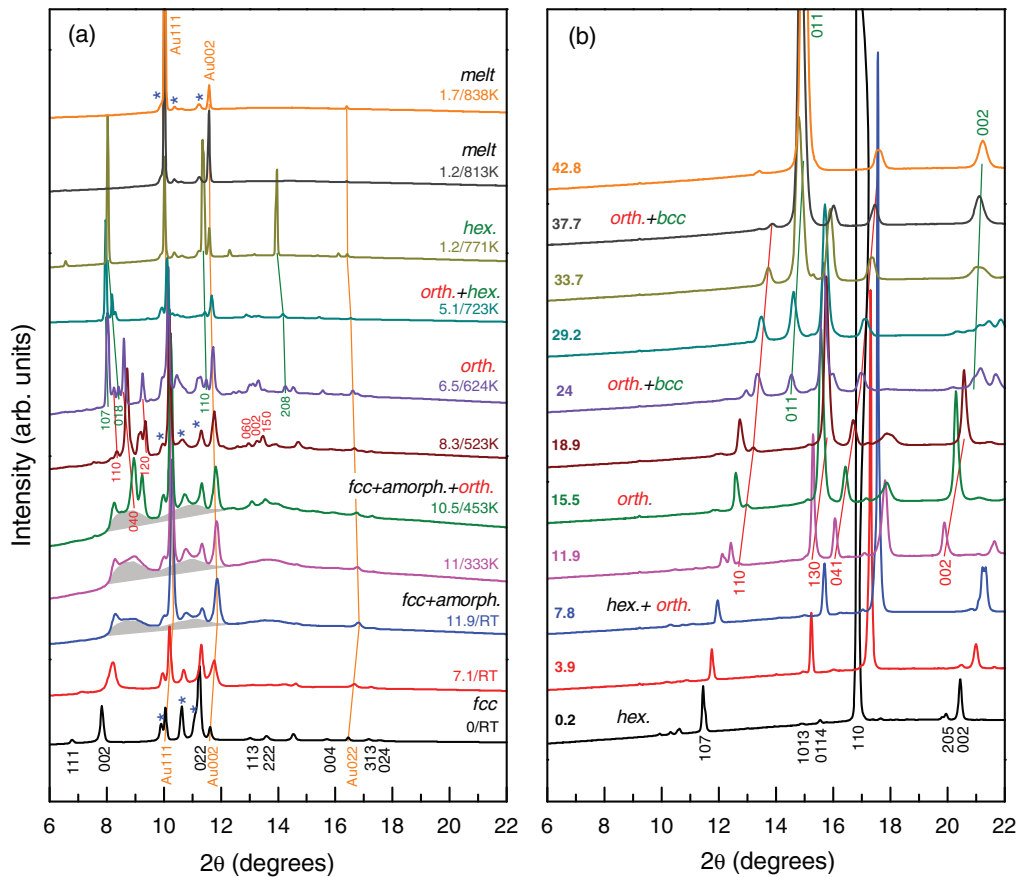 (a)
Au111
Au002
melt
1.7/838K
*
*
*
melt
1.2/813K
hex.
1.2/771K
orth.+hex.
5.1/723K
orth.
6.5/624K
107
018
110
208
8.3/523K
110
120
*
*
*
060
002
150
fcc+amorph.+orth.
10.5/453K
040
11/333K
fcc+amorph.
11.9/RT
7.1/RT
fcc
0/RT
*
*
*
111
002
Au111
022
Au002
113
222
004
Au022
313
024
6 8 10 12 14 16 18 20 22
2θ (degrees)
Intensity (arb. units)
(b)
011
002
42.8
37.7
orth.+bcc
33.7
29.2
24
orth.+bcc
011
18.9
15.5
orth.
11.9
110
130
041
002
7.8
hex.+ orth.
3.9
0.2
hex.
107
1013
0114
110
205
002
6 8 10 12 14 16 18 20 22
2θ (degrees)